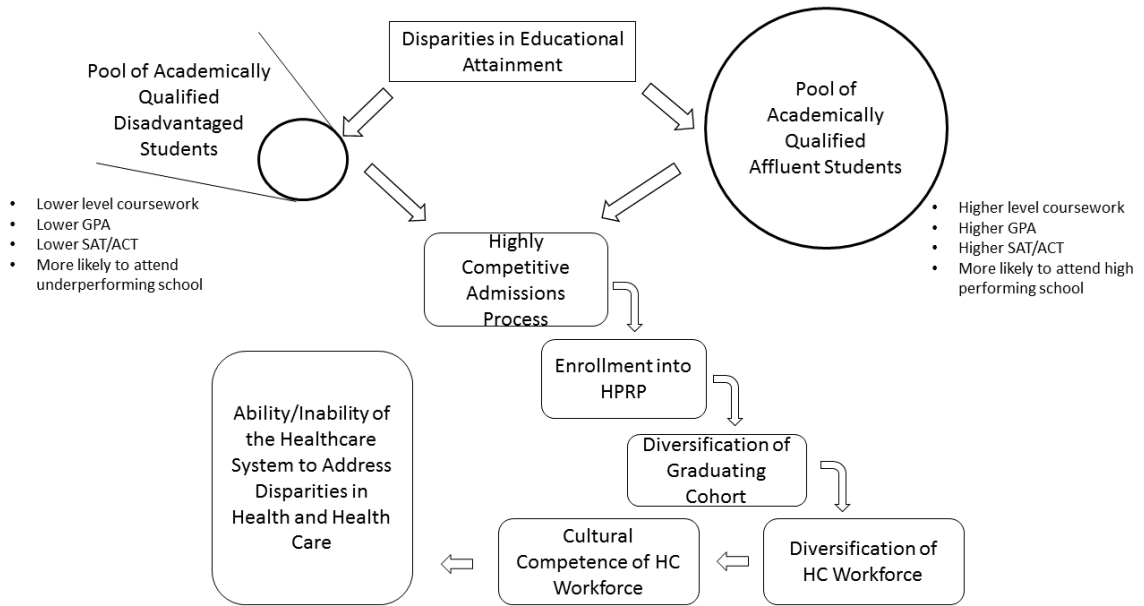 Disparities in Educational
Attainment
Pool of Academically
Qualified
Disadvantaged
Students
Pool of
Academically
Qualified
Affluent Students
• Lower level coursework
• Lower GPA
• Lower SAT/ACT
• More likely to attend
underperforming school
• Higher level coursework
• Higher GPA
• Higher SAT/ACT
• More likely to attend high
performing school
Highly
Competitive
Admissions
Process
Enrollment into
HPRP
Diversification of
Graduating
Cohort
Diversification of
HC Workforce
Cultural
Competence of HC
Workforce
Ability/Inability of
the Healthcare
System to Address
Disparities in
Health and Health
Care